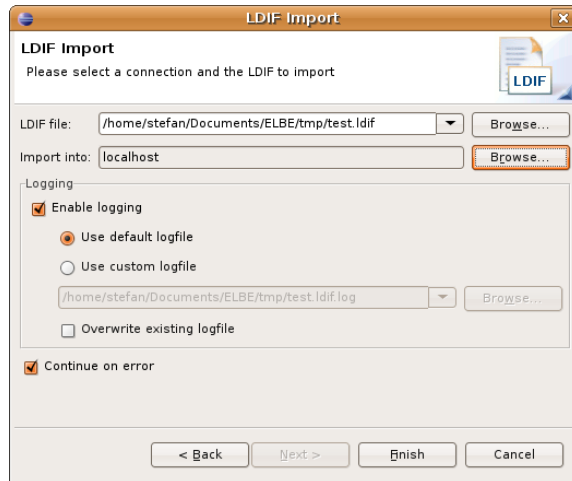 LDIF Import
LDIF Import
Please select a connection and the LDIF to import
LDIF
LDIF file: /home/stefan/Documents/ELBE/tmp/test.ldif Browse...
Import into: localhost Browse...
Logging
Enable logging
Use default logfile
Use custom logfile
/home/stefan/Documents/ELBE/tmp/test.ldif.log Browse...
Overwrite existing logfile
Continue on error
< Back Next > Finish Cancel